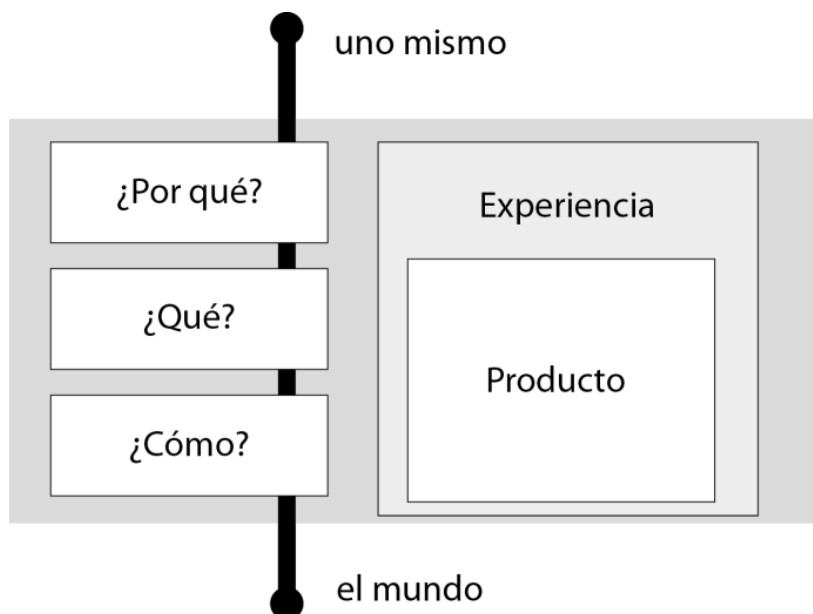 uno mismo
¿Por qué?
Experiencia
¿Qué?
Producto
¿Cómo?
el mundo